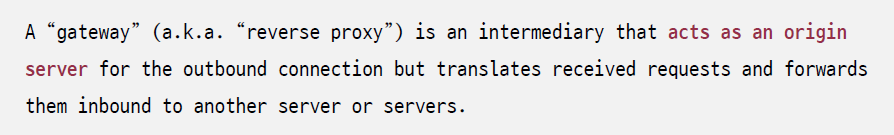 A “gateway” (a.k.a. “reverse proxy”) is an intermediary that acts as an origin
server for the outbound connection but translates received requests and forwards
them inbound to another server or servers.